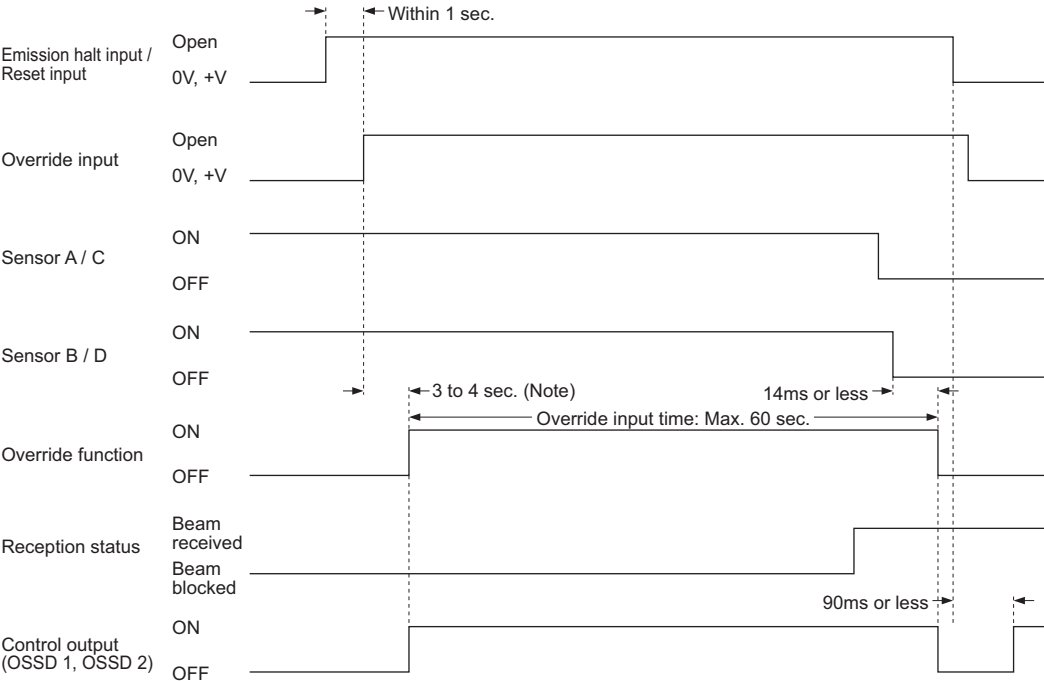 Within 1 sec.
Emission halt input /
Reset input
Open
0V, +V
Override input
Open
0V, +V
Sensor A / C
ON
OFF
Sensor B / D
ON
OFF
3 to 4 sec. (Note)
14ms or less
Override input time: Max. 60 sec.
Override function
ON
OFF
Reception status
Beam
received
Beam
blocked
90ms or less
Control output
(OSSD 1, OSSD 2)
ON
OFF